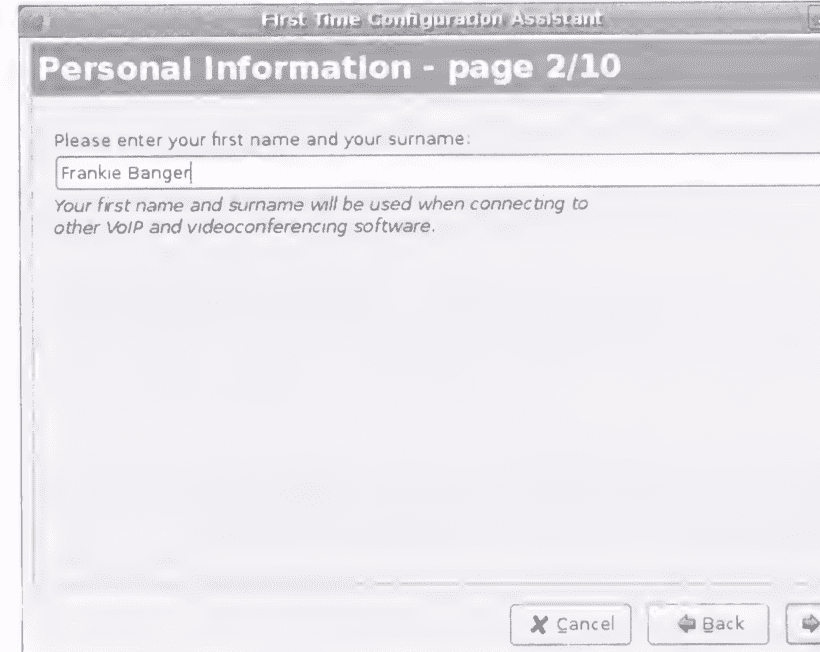 First Time Configuration Assistant
Personal Information - page 2/10
Please enter your first name and your surname:
Frankie Banger
Your first name and surname will be used when connecting to
other VoIP and videoconferencing software.
Cancel
Back